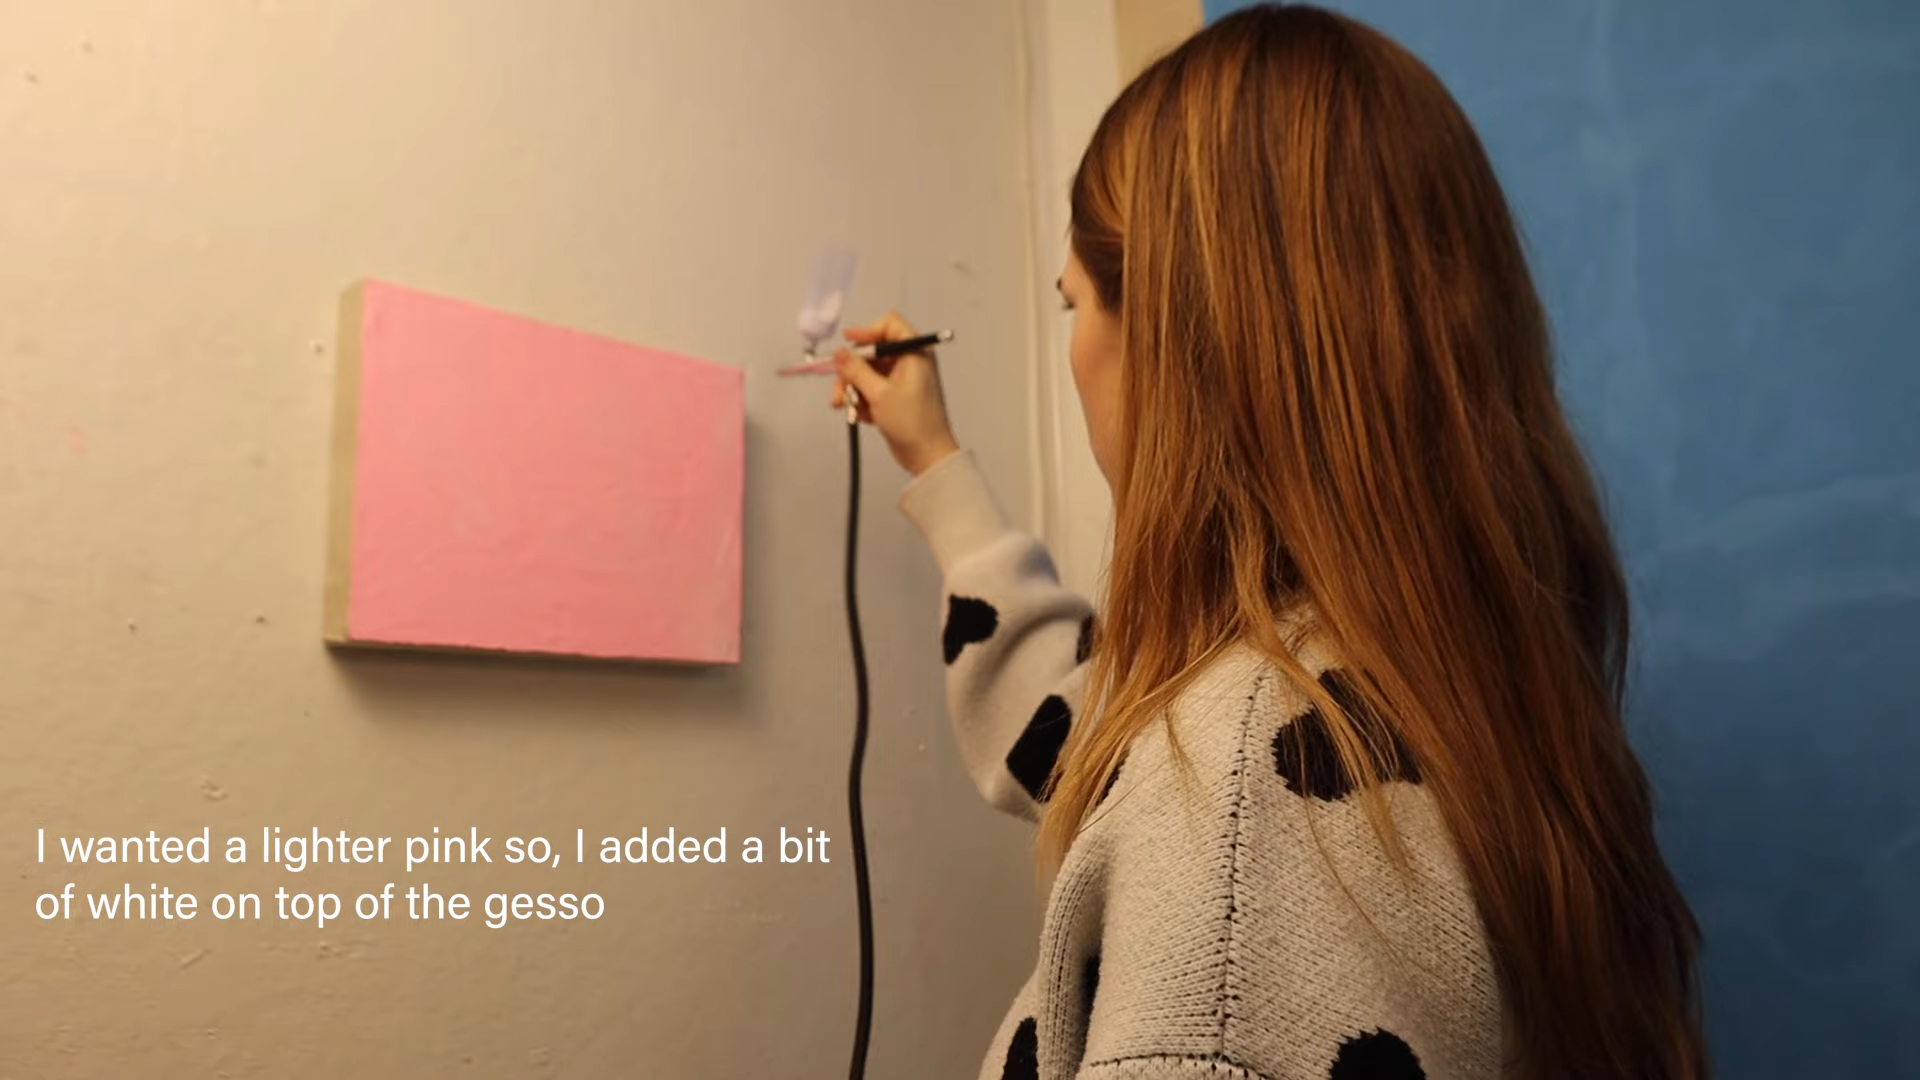 I wanted a lighter pink so, I added a bit
of white on top of the gesso